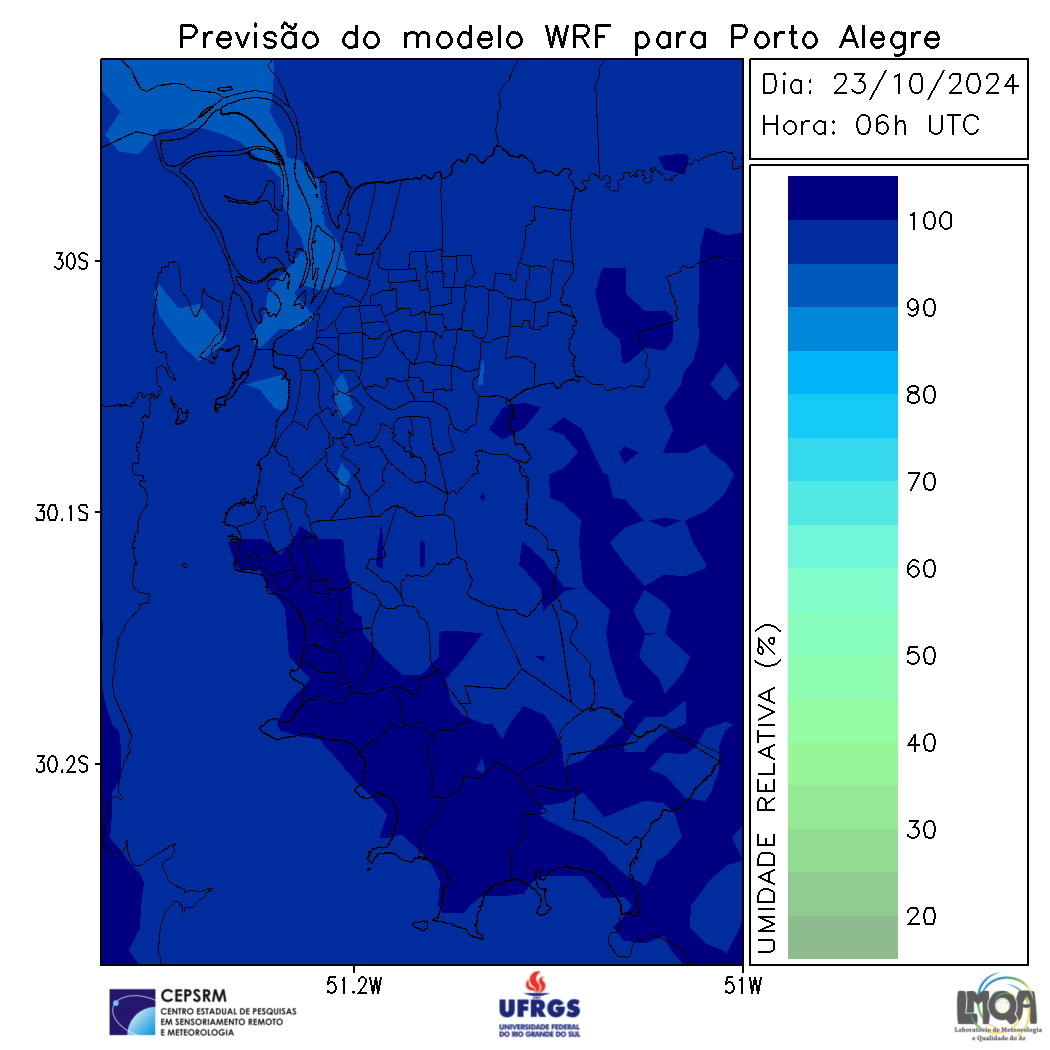 Previsão do modelo WRF para Porto Alegre
Dia: 23/10/2024
Hora: 06h UTC
30S
30.1S
30.2S
51.2W
51W
UMIDADE RELATIVA (%)
100
90
80
70
60
50
40
30
20
CEPSRM
CENTRO ESTADUAL DE PESQUISAS
EM SENSORIAMENTO REMOTO
E METEOROLOGIA
UFRGS
UNIVERSIDADE FEDERAL
DO RIO GRANDE DO SUL
LMQA
Laboratório de Meteorologia
e Qualidade do Ar